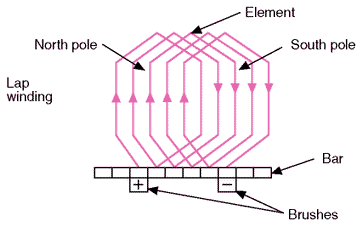 Element
North pole
South pole
Lap
winding
Bar
+
−
Brushes